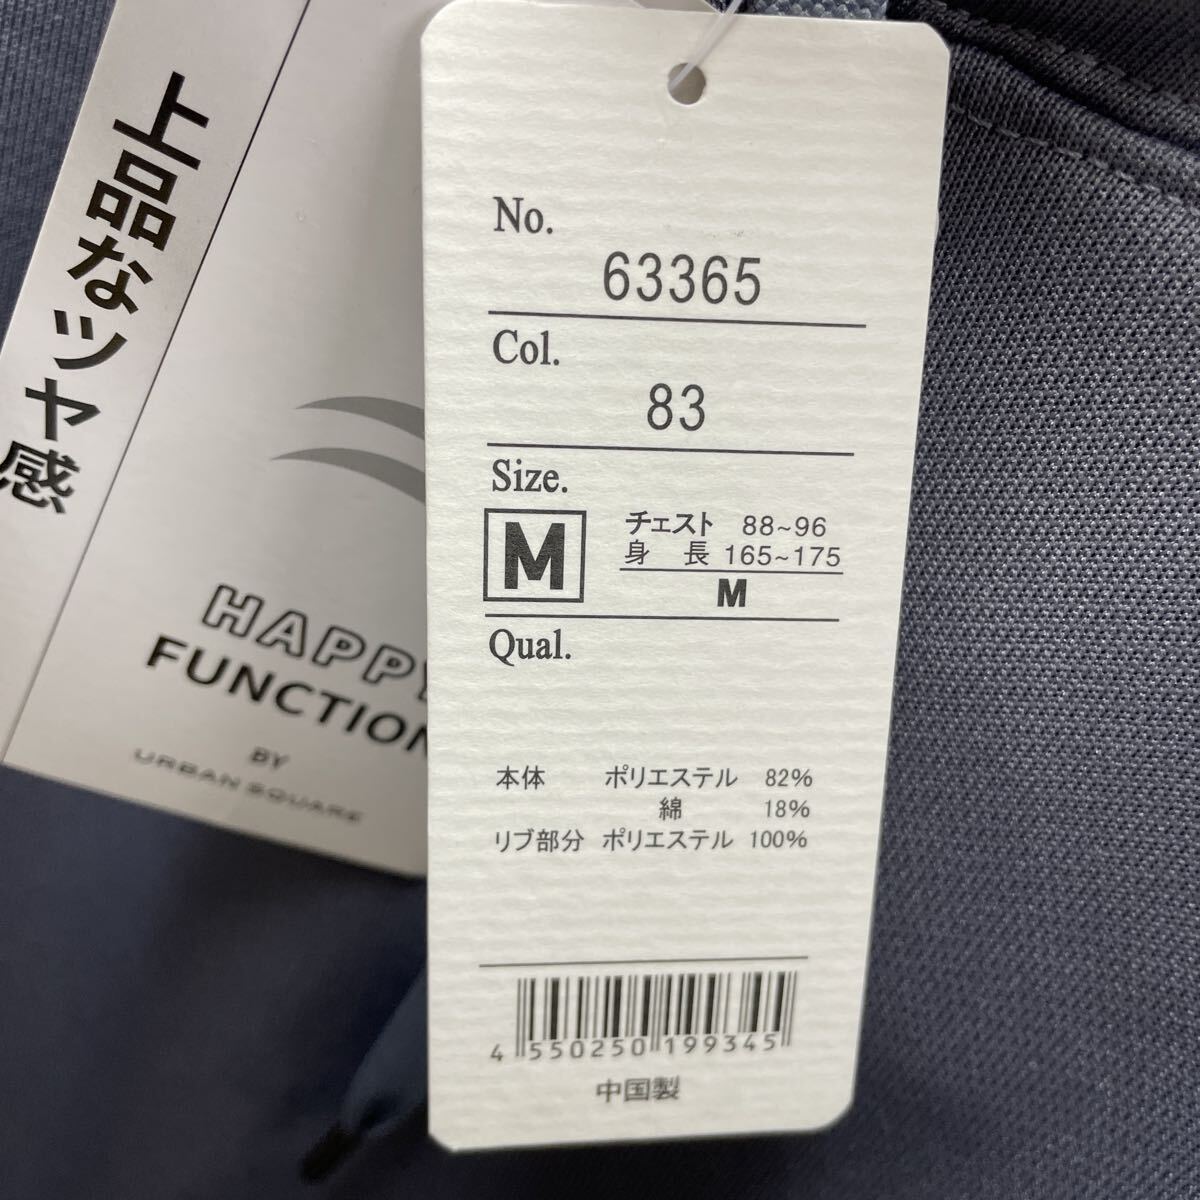 上品なツヤ感
HAPPY
FUNCTION
BY
URBAN SQUARE
No.
63365
Col.
83
Size.
M チェスト 88~96
身 長 165~175
M
Qual.
本体 ポリエステル 82%
綿 18%
リブ部分 ポリエステル 100%
4 550250 199345
中国製